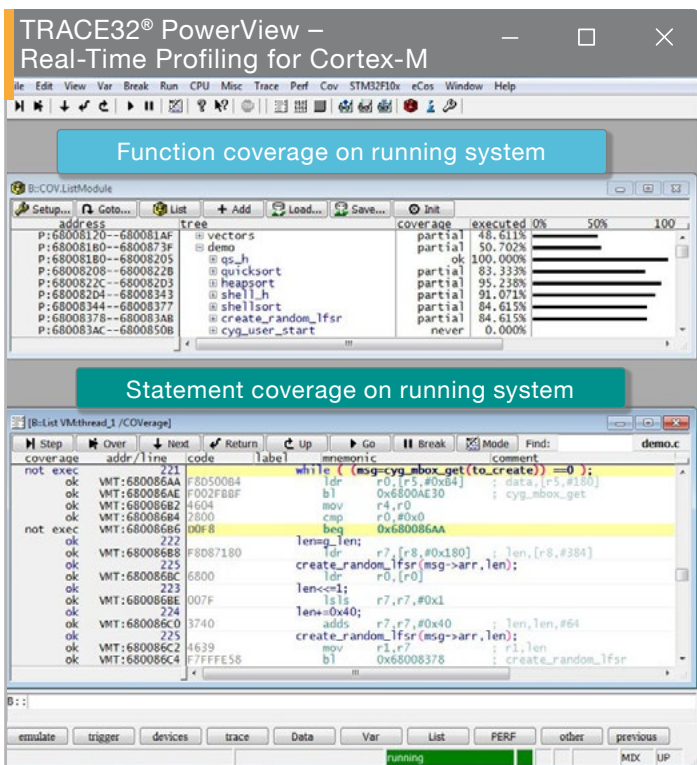 TRACE32® PowerView –
Real-Time Profiling for Cortex-M
ile Edit View Var Break Run CPU Misc Trace Perf Cov STM32F10x eCos Window Help
Function coverage on running system
B::COV.ListModule
Setup... Goto... List + Add Load... Save... Init
address tree coverage executed 0% 50% 100
P:68008120--680081AF vectors partial 48.611%
P:680081B0--6800873F demo partial 50.702%
P:680081B0--68008205 qs_h ok 100.000%
P:68008208--6800822B quicksort partial 83.333%
P:6800822C--680082D3 heapsort partial 95.238%
P:680082D4--68008343 shell_h partial 91.071%
P:68008344--68008377 shellsort partial 84.615%
P:68008378--680083AB create_random_lfsr partial 84.615%
P:680083AC--6800850B cyg_user_start never 0.000%
Statement coverage on running system
[B::List VM:thread_1 /COVerage]
Step Over Next Return Up Go Break Mode Find: demo.c
coverage addr/line code label mnemonic comment
not exec 221 while ( (msg=cyg_mbox_get(to_create)) ==0 );
ok VMT:680086AA F8D500B4 ldr r0,[r5,#0xB4] ; data,[r5,#180]
ok VMT:680086AE F002FBBF bl 0x6800AE30 ; cyg_mbox_get
ok VMT:680086B2 4604 mov r4,r0
ok VMT:680086B4 2800 cmp r0,#0x0
not exec VMT:680086B6 D0F8 beq 0x680086AA
ok 222 len=g_len;
ok VMT:680086B8 F8D87180 ldr r7,[r8,#0x180] ; len,[r8,#384]
ok 225 create_random_lfsr(msg->arr,len);
ok VMT:680086BC 6800 ldr r0,[r0]
ok 223 len<<=1;
ok VMT:680086BE 007F lsls r7,r7,#0x1
ok 224 len+=0x40;
ok VMT:680086C0 3740 adds r7,r7,#0x40 ; len,len,#64
ok 225 create_random_lfsr(msg->arr,len);
ok VMT:680086C2 4639 mov r1,r7 ; r1,len
ok VMT:680086C4 F7FFFE58 bl 0x68008378 ; create_random_lfsr
B::
emulate trigger devices trace Data Var List PERF other previous
running MIX UP